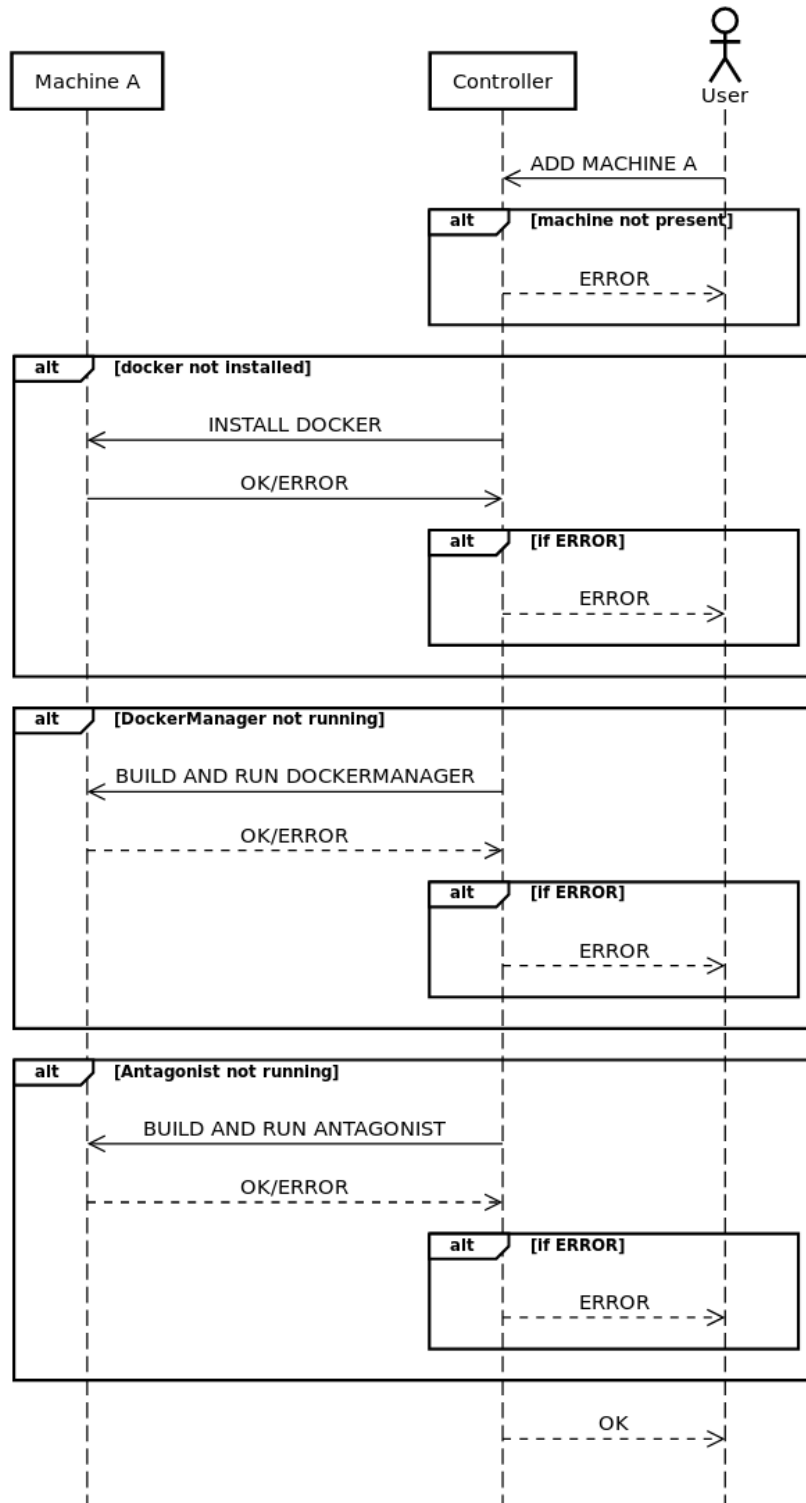 Machine A
Controller
User
ADD MACHINE A
alt [machine not present]
ERROR
alt [docker not installed]
INSTALL DOCKER
OK/ERROR
alt [if ERROR]
ERROR
alt [DockerManager not running]
BUILD AND RUN DOCKERMANAGER
OK/ERROR
alt [if ERROR]
ERROR
alt [Antagonist not running]
BUILD AND RUN ANTAGONIST
OK/ERROR
alt [if ERROR]
ERROR
OK